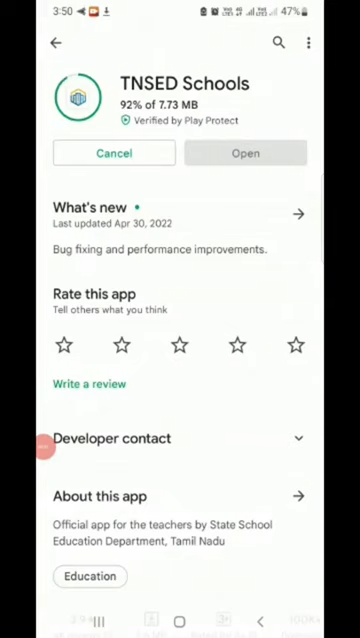 3:50
47%
TNSED Schools
92% of 7.73 MB
Verified by Play Protect
Cancel
Open
What's new
Last updated Apr 30, 2022
Bug fixing and performance improvements.
Rate this app
Tell others what you think
Write a review
Developer contact
About this app
Official app for the teachers by State School
Education Department, Tamil Nadu
Education